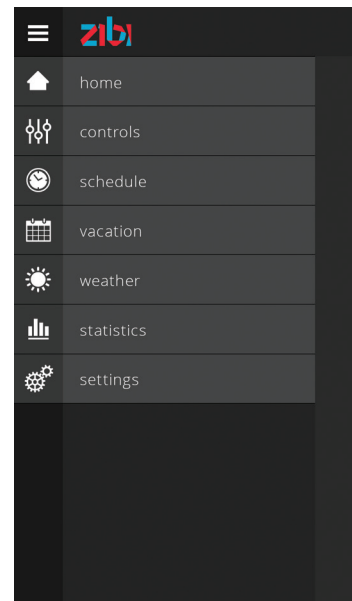 zibi
home
controls
schedule
vacation
weather
statistics
settings